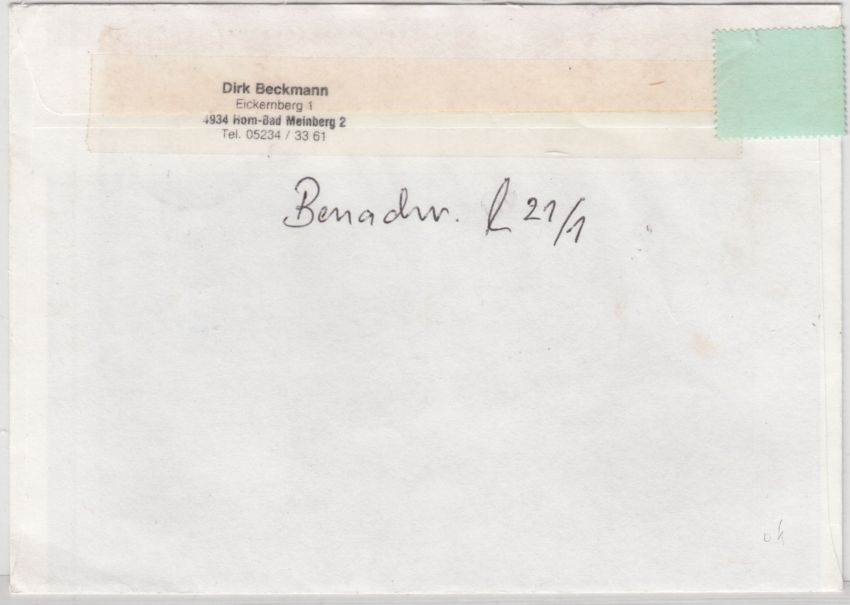 Dirk Beckmann
Eickernberg 1
4934 Horn-Bad Meinberg 2
Tel. 05234 / 33 61
Benachr. 21/1